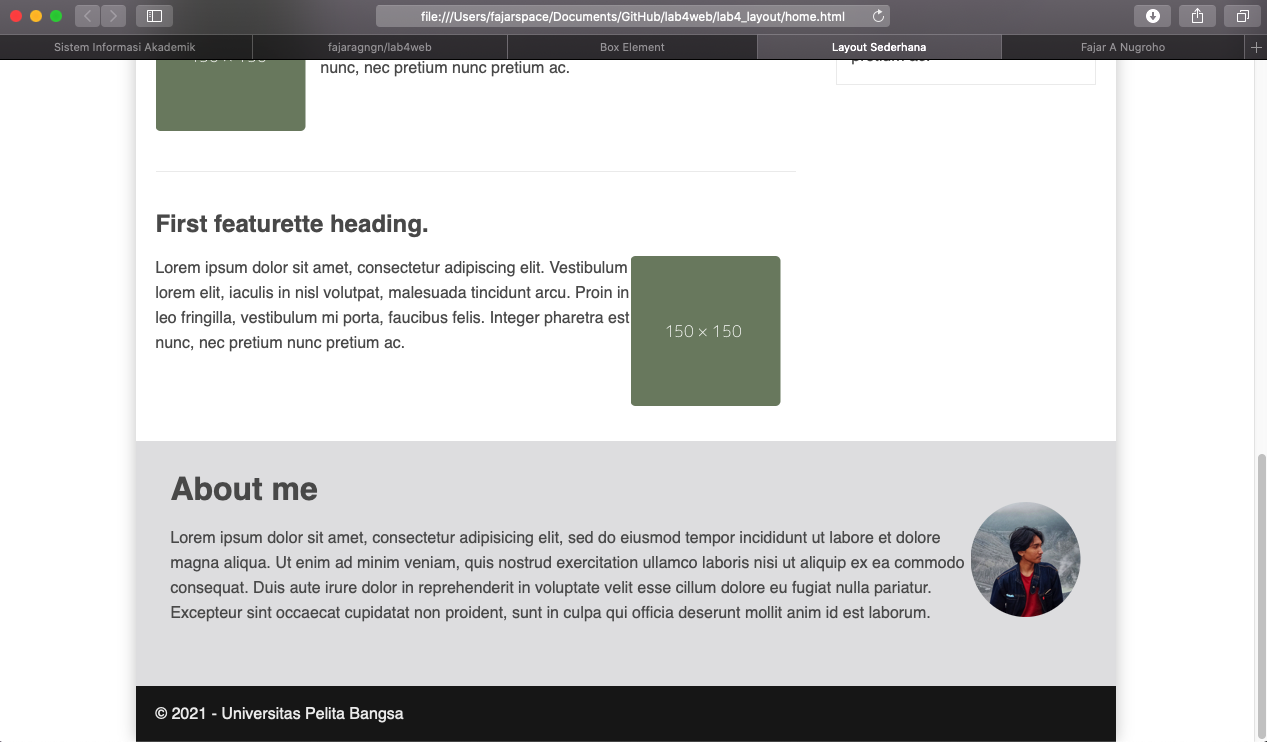 file:///Users/fajarspace/Documents/GitHub/lab4web/lab4_layout/home.html
Sistem Informasi Akademik
fajaragngn/lab4web
Box Element
Layout Sederhana
Fajar A Nugroho
nunc, nec pretium nunc pretium ac.
First featurette heading.
Lorem ipsum dolor sit amet, consectetur adipiscing elit. Vestibulum
lorem elit, iaculis in nisl volutpat, malesuada tincidunt arcu. Proin in
leo fringilla, vestibulum mi porta, faucibus felis. Integer pharetra est
nunc, nec pretium nunc pretium ac.
150 × 150
About me
Lorem ipsum dolor sit amet, consectetur adipisicing elit, sed do eiusmod tempor incididunt ut labore et dolore
magna aliqua. Ut enim ad minim veniam, quis nostrud exercitation ullamco laboris nisi ut aliquip ex ea commodo
consequat. Duis aute irure dolor in reprehenderit in voluptate velit esse cillum dolore eu fugiat nulla pariatur.
Excepteur sint occaecat cupidatat non proident, sunt in culpa qui officia deserunt mollit anim id est laborum.
© 2021 - Universitas Pelita Bangsa